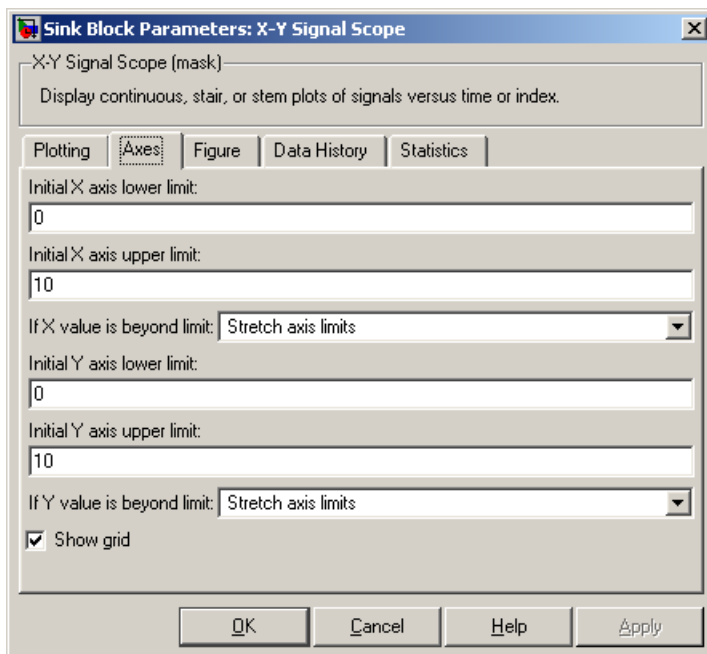 Sink Block Parameters: X-Y Signal Scope
X-Y Signal Scope (mask)
Display continuous, stair, or stem plots of signals versus time or index.
Plotting Axes Figure Data History Statistics
Initial X axis lower limit:
0
Initial X axis upper limit:
10
If X value is beyond limit: Stretch axis limits
Initial Y axis lower limit:
0
Initial Y axis upper limit:
10
If Y value is beyond limit: Stretch axis limits
Show grid
OK Cancel Help Apply